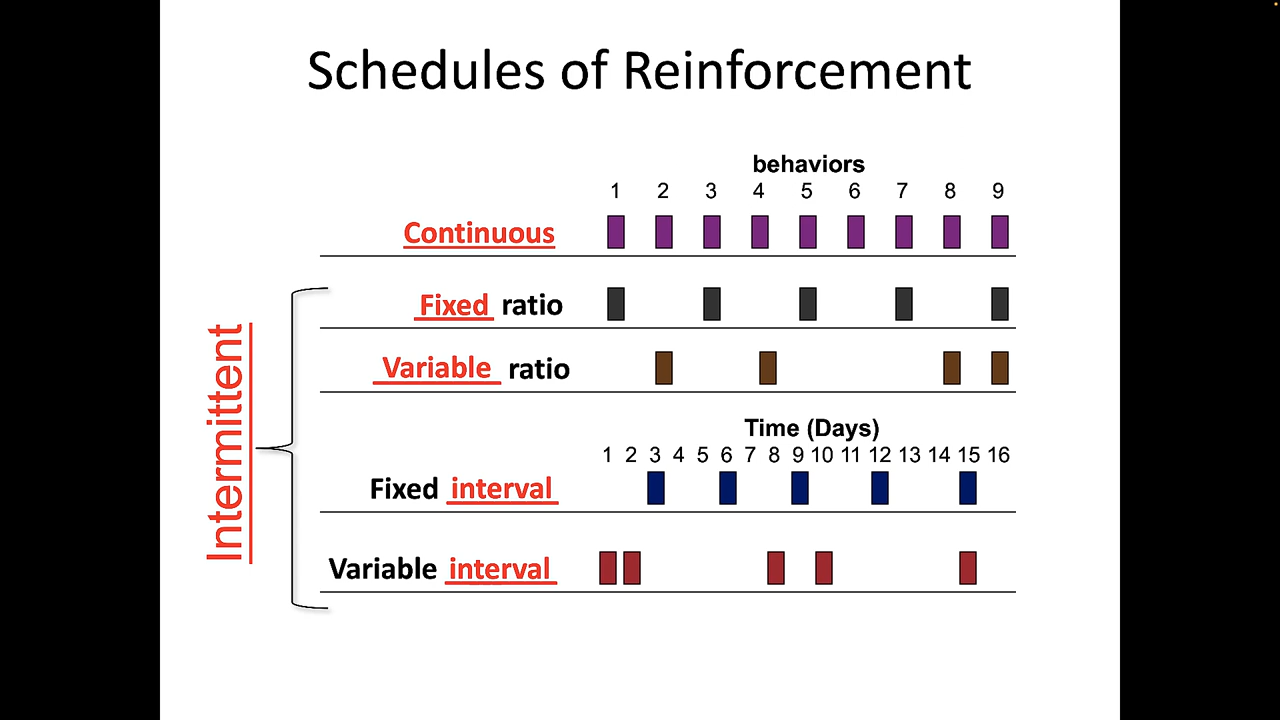 Schedules of Reinforcement
behaviors
1 2 3 4 5 6 7 8 9
Continuous
Fixed ratio
Variable ratio
Intermittent
Time (Days)
1 2 3 4 5 6 7 8 9 10 11 12 13 14 15 16
Fixed interval
Variable interval